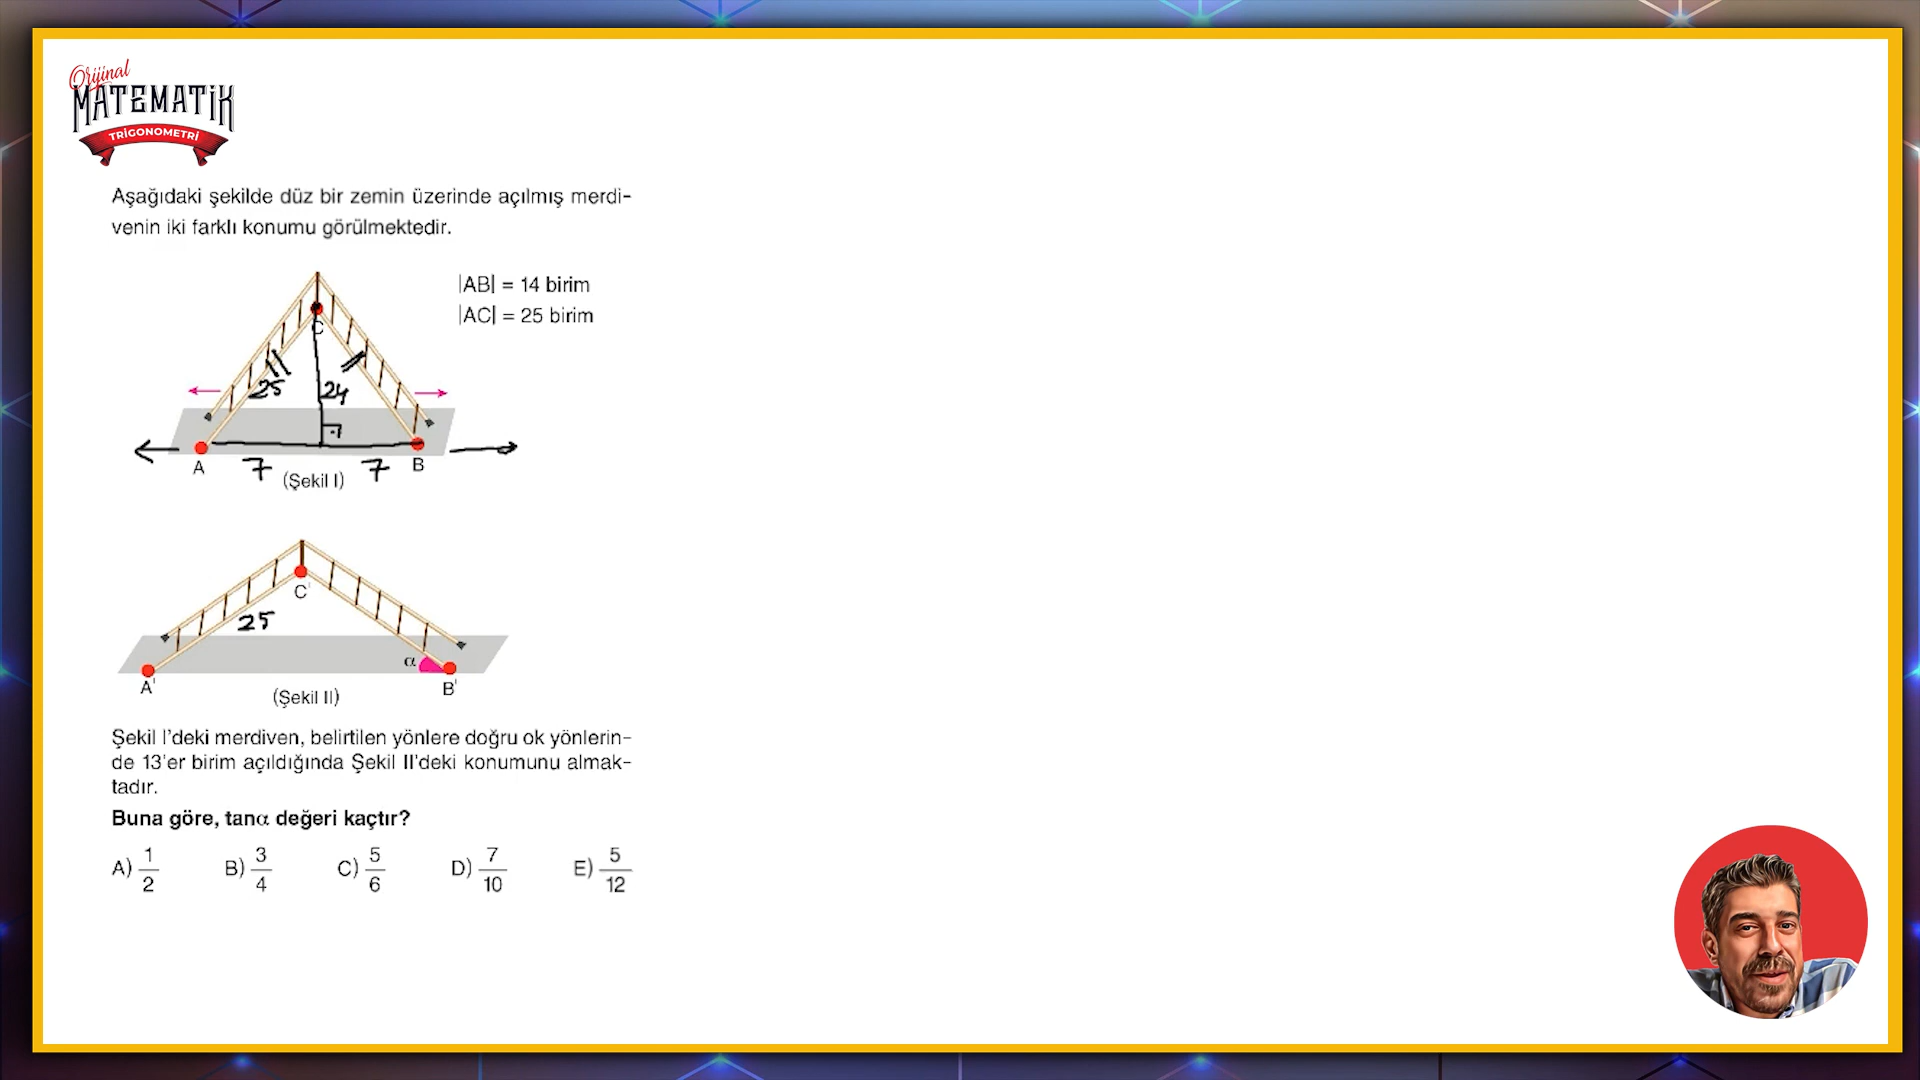 Orijinal
MATEMATİK
TRİGONOMETRİ
Aşağıdaki şekilde düz bir zemin üzerinde açılmış merdi-
venin iki farklı konumu görülmektedir.
|AB| = 14 birim
|AC| = 25 birim
C
25
24
A
7
7
B
(Şekil I)
C'
25
α
A'
B'
(Şekil II)
Şekil I'deki merdiven, belirtilen yönlere doğru ok yönlerin-
de 13'er birim açıldığında Şekil II'deki konumunu almak-
tadır.
Buna göre, tanα değeri kaçtır?
A) 1/2 B) 3/4 C) 5/6 D) 7/10 E) 5/12